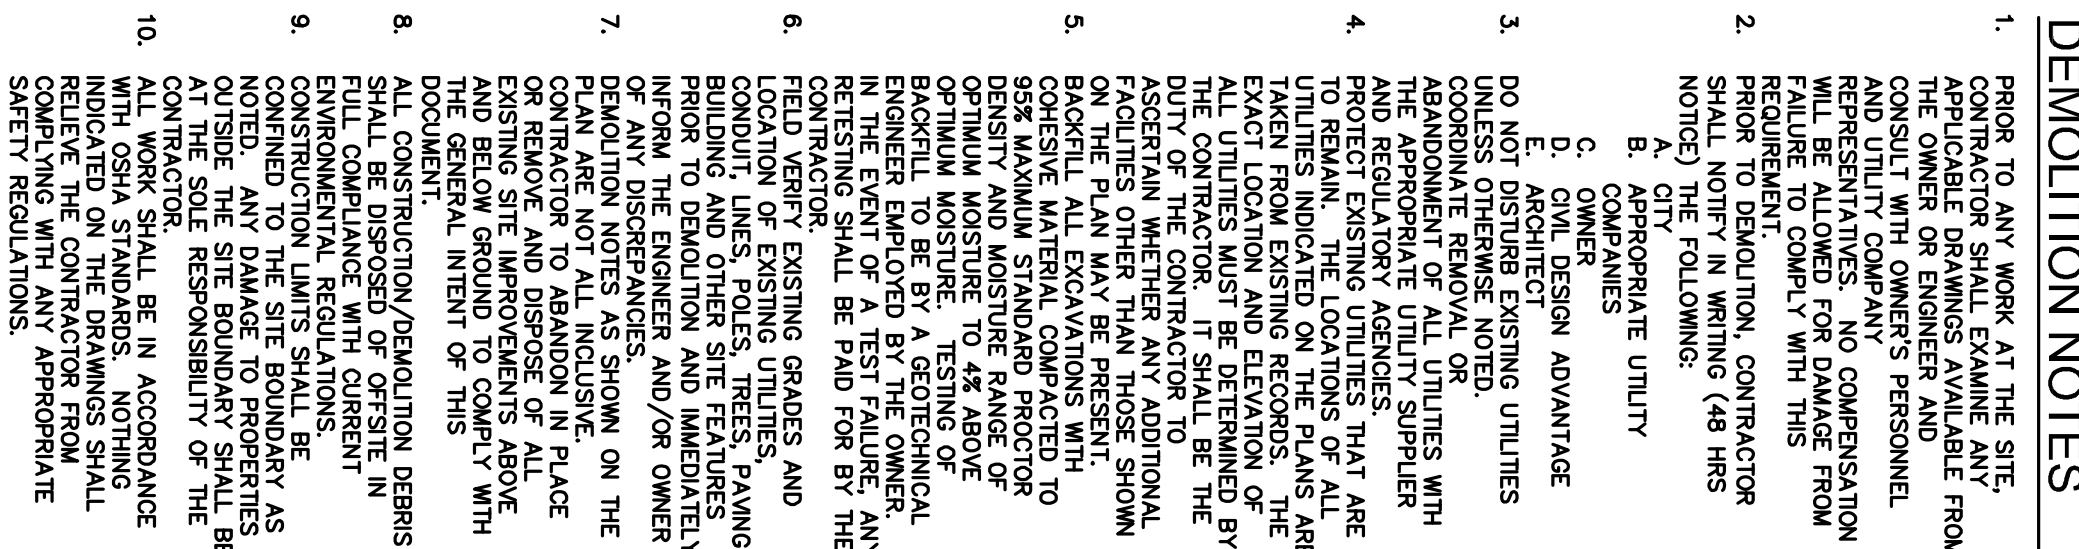 DEMOLITION NOTES
1. PRIOR TO ANY WORK AT THE SITE,
CONTRACTOR SHALL EXAMINE ANY
APPLICABLE DRAWINGS AVAILABLE FROM
THE OWNER OR ENGINEER AND
CONSULT WITH OWNER'S PERSONNEL
AND UTILITY COMPANY
REPRESENTATIVES. NO COMPENSATION
WILL BE ALLOWED FOR DAMAGE FROM
FAILURE TO COMPLY WITH THIS
REQUIREMENT.
2. PRIOR TO DEMOLITION, CONTRACTOR
SHALL NOTIFY IN WRITING (48 HRS
NOTICE) THE FOLLOWING:
A. CITY
B. APPROPRIATE UTILITY
COMPANIES
C. OWNER
D. CIVIL DESIGN ADVANTAGE
E. ARCHITECT
3. DO NOT DISTURB EXISTING UTILITIES
UNLESS OTHERWISE NOTED.
COORDINATE REMOVAL OR
ABANDONMENT OF ALL UTILITIES WITH
THE APPROPRIATE UTILITY SUPPLIER
AND REGULATORY AGENCIES.
4. PROTECT EXISTING UTILITIES THAT ARE
TO REMAIN. THE LOCATIONS OF ALL
UTILITIES INDICATED ON THE PLANS ARE
TAKEN FROM EXISTING RECORDS. THE
EXACT LOCATION AND ELEVATION OF
ALL UTILITIES MUST BE DETERMINED BY
THE CONTRACTOR. IT SHALL BE THE
DUTY OF THE CONTRACTOR TO
ASCERTAIN WHETHER ANY ADDITIONAL
FACILITIES OTHER THAN THOSE SHOWN
ON THE PLAN MAY BE PRESENT.
5. BACKFILL ALL EXCAVATIONS WITH
COHESIVE MATERIAL COMPACTED TO
95% MAXIMUM STANDARD PROCTOR
DENSITY AND MOISTURE RANGE OF
OPTIMUM MOISTURE TO 4% ABOVE
OPTIMUM MOISTURE. TESTING OF
BACKFILL TO BE BY A GEOTECHNICAL
ENGINEER EMPLOYED BY THE OWNER.
IN THE EVENT OF A TEST FAILURE, ANY
RETESTING SHALL BE PAID FOR BY THE
CONTRACTOR.
6. FIELD VERIFY EXISTING GRADES AND
LOCATION OF EXISTING UTILITIES,
CONDUIT, LINES, POLES, TREES, PAVING
BUILDING AND OTHER SITE FEATURES
PRIOR TO DEMOLITION AND IMMEDIATELY
INFORM THE ENGINEER AND/OR OWNER
OF ANY DISCREPANCIES.
7. DEMOLITION NOTES AS SHOWN ON THE
PLAN ARE NOT ALL INCLUSIVE.
CONTRACTOR TO ABANDON IN PLACE
OR REMOVE AND DISPOSE OF ALL
EXISTING SITE IMPROVEMENTS ABOVE
AND BELOW GROUND TO COMPLY WITH
THE GENERAL INTENT OF THIS
DOCUMENT.
8. ALL CONSTRUCTION/DEMOLITION DEBRIS
SHALL BE DISPOSED OF OFFSITE IN
FULL COMPLIANCE WITH CURRENT
ENVIRONMENTAL REGULATIONS.
9. CONSTRUCTION LIMITS SHALL BE
CONFINED TO THE SITE BOUNDARY AS
NOTED. ANY DAMAGE TO PROPERTIES
OUTSIDE THE SITE BOUNDARY SHALL BE
AT THE SOLE RESPONSIBILITY OF THE
CONTRACTOR.
10. ALL WORK SHALL BE IN ACCORDANCE
WITH OSHA STANDARDS. NOTHING
INDICATED ON THE DRAWINGS SHALL
RELIEVE THE CONTRACTOR FROM
COMPLYING WITH ANY APPROPRIATE
SAFETY REGULATIONS.